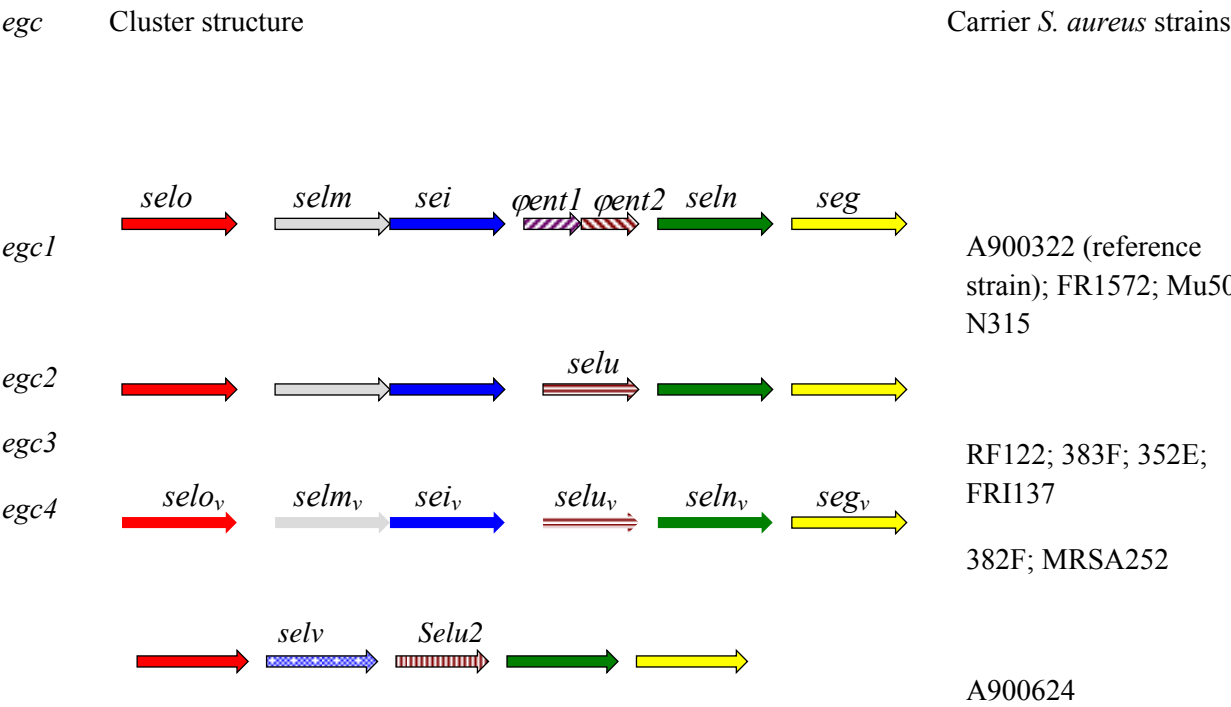 egc Cluster structure Carrier S. aureus strains
selo selm sei φent1 φent2 seln seg
egc1
A900322 (reference
strain); FR1572; Mu50
N315
selu
egc2
egc3
RF122; 383F; 352E;
FRI137
egc4
selov selmv seiv seluv selnv segv
382F; MRSA252
selv Selu2
A900624